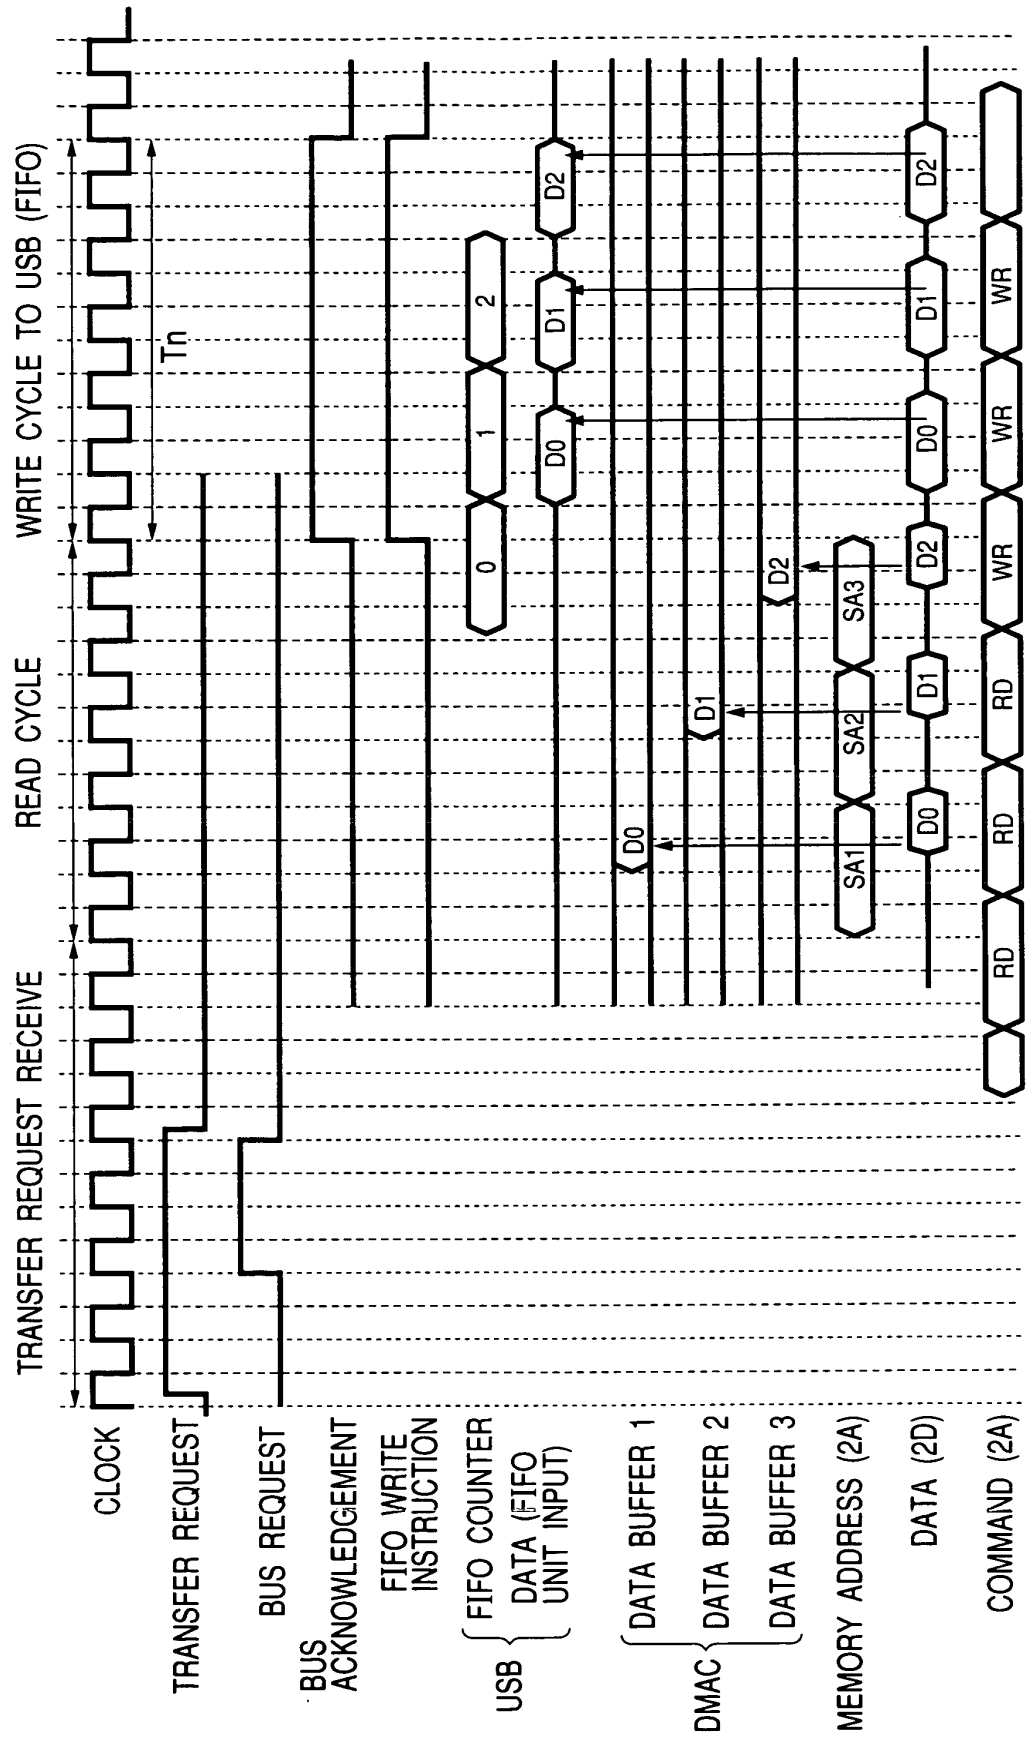 TRANSFER REQUEST RECEIVE
READ CYCLE
WRITE CYCLE TO USB (FIFO)
CLOCK
Tn
TRANSFER REQUEST
BUS REQUEST
BUS
ACKNOWLEDGEMENT
FIFO WRITE
INSTRUCTION
USB
FIFO COUNTER
0
1
2
DATA (FIFO
UNIT INPUT)
D0
D1
D2
DMAC
DATA BUFFER 1
D0
DATA BUFFER 2
D1
DATA BUFFER 3
D2
MEMORY ADDRESS (2A)
SA1
SA2
SA3
DATA (2D)
D0
D1
D2
D0
D1
D2
COMMAND (2A)
RD
RD
RD
WR
WR
WR